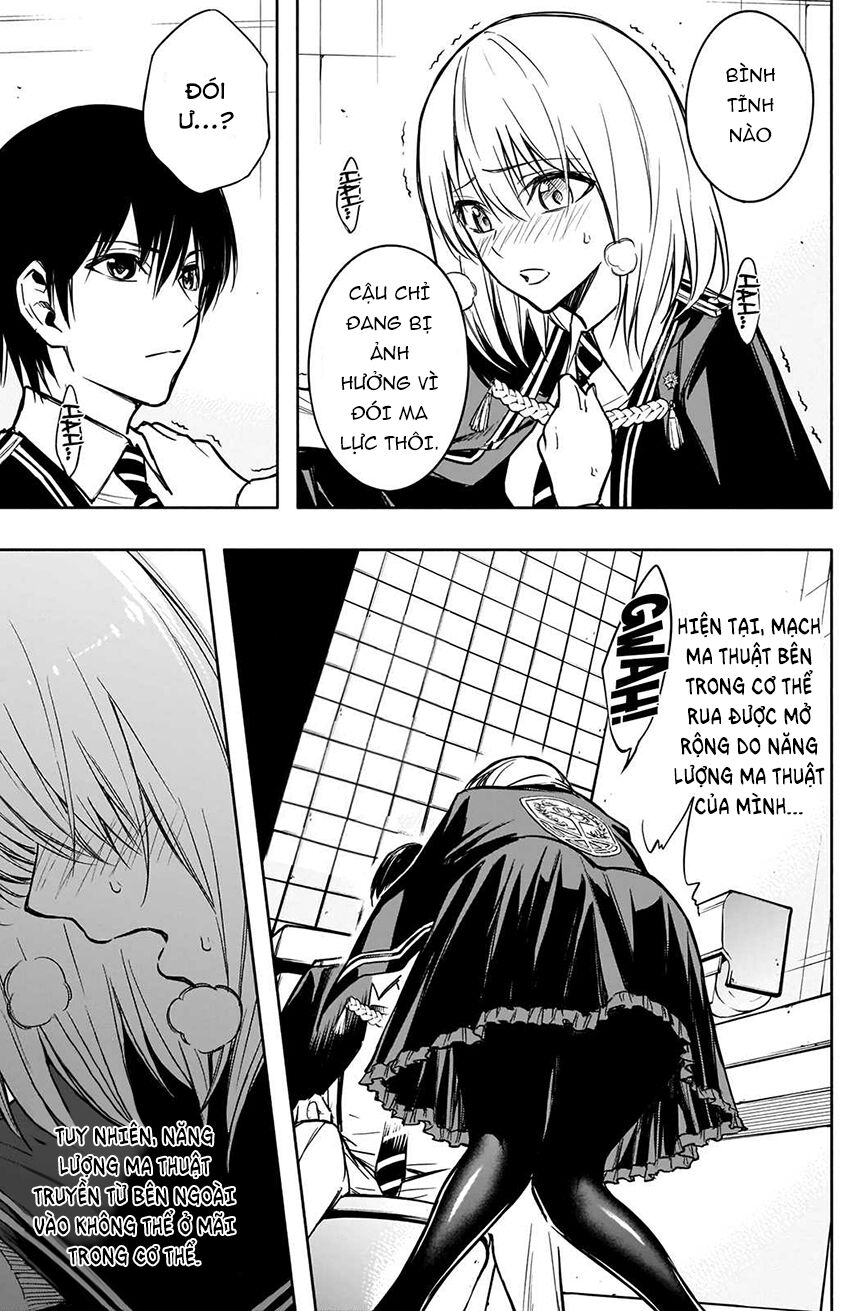 BÌNH
TĨNH
NÀO
HAH...
HAH...
CẬU CHỈ
ĐANG BỊ
ẢNH
HƯỞNG VÌ
ĐÓI MA
LỰC THÔI.
ĐÓI
Ư...?
HAH...
GWAH!
HIỆN TẠI, MẠCH
MA THUẬT BÊN
TRONG CƠ THỂ
RUA ĐƯỢC MỞ
RỘNG DO NĂNG
LƯỢNG MA THUẬT
CỦA MÌNH...
TUY NHIÊN, NĂNG
LƯỢNG MA THUẬT
TRUYỀN TỪ BÊN NGOÀI
VÀO KHÔNG THỂ Ở MÃI
TRONG CƠ THỂ.